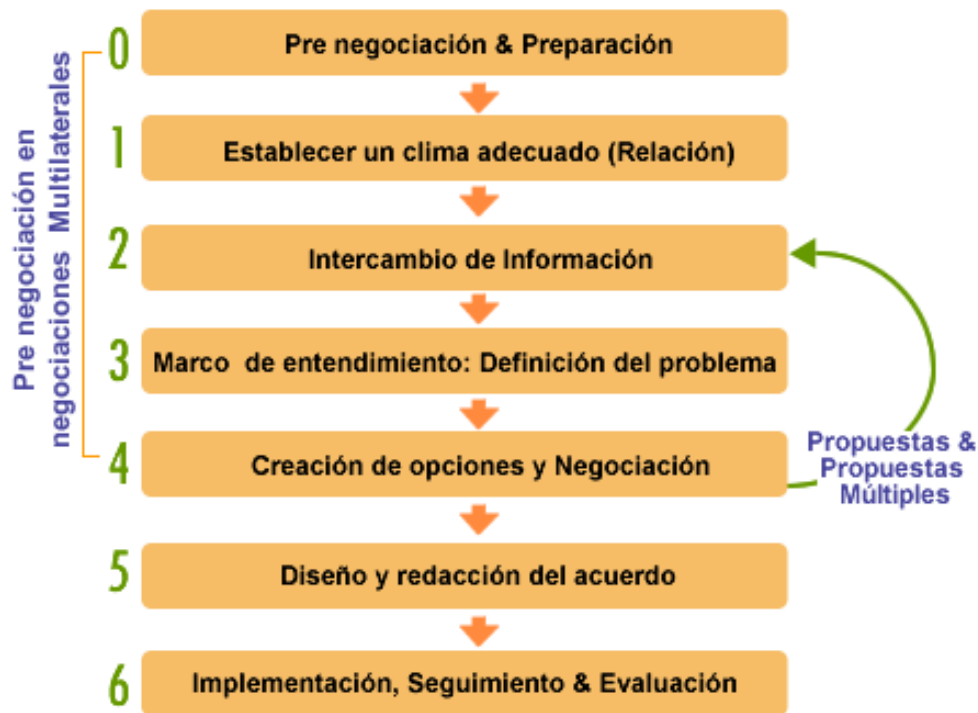 Pre negociación en
negociaciones Multilaterales
0
Pre negociación & Preparación
1
Establecer un clima adecuado (Relación)
2
Intercambio de Información
3
Marco de entendimiento: Definición del problema
4
Creación de opciones y Negociación
Propuestas &
Propuestas
Múltiples
5
Diseño y redacción del acuerdo
6
Implementación, Seguimiento & Evaluación